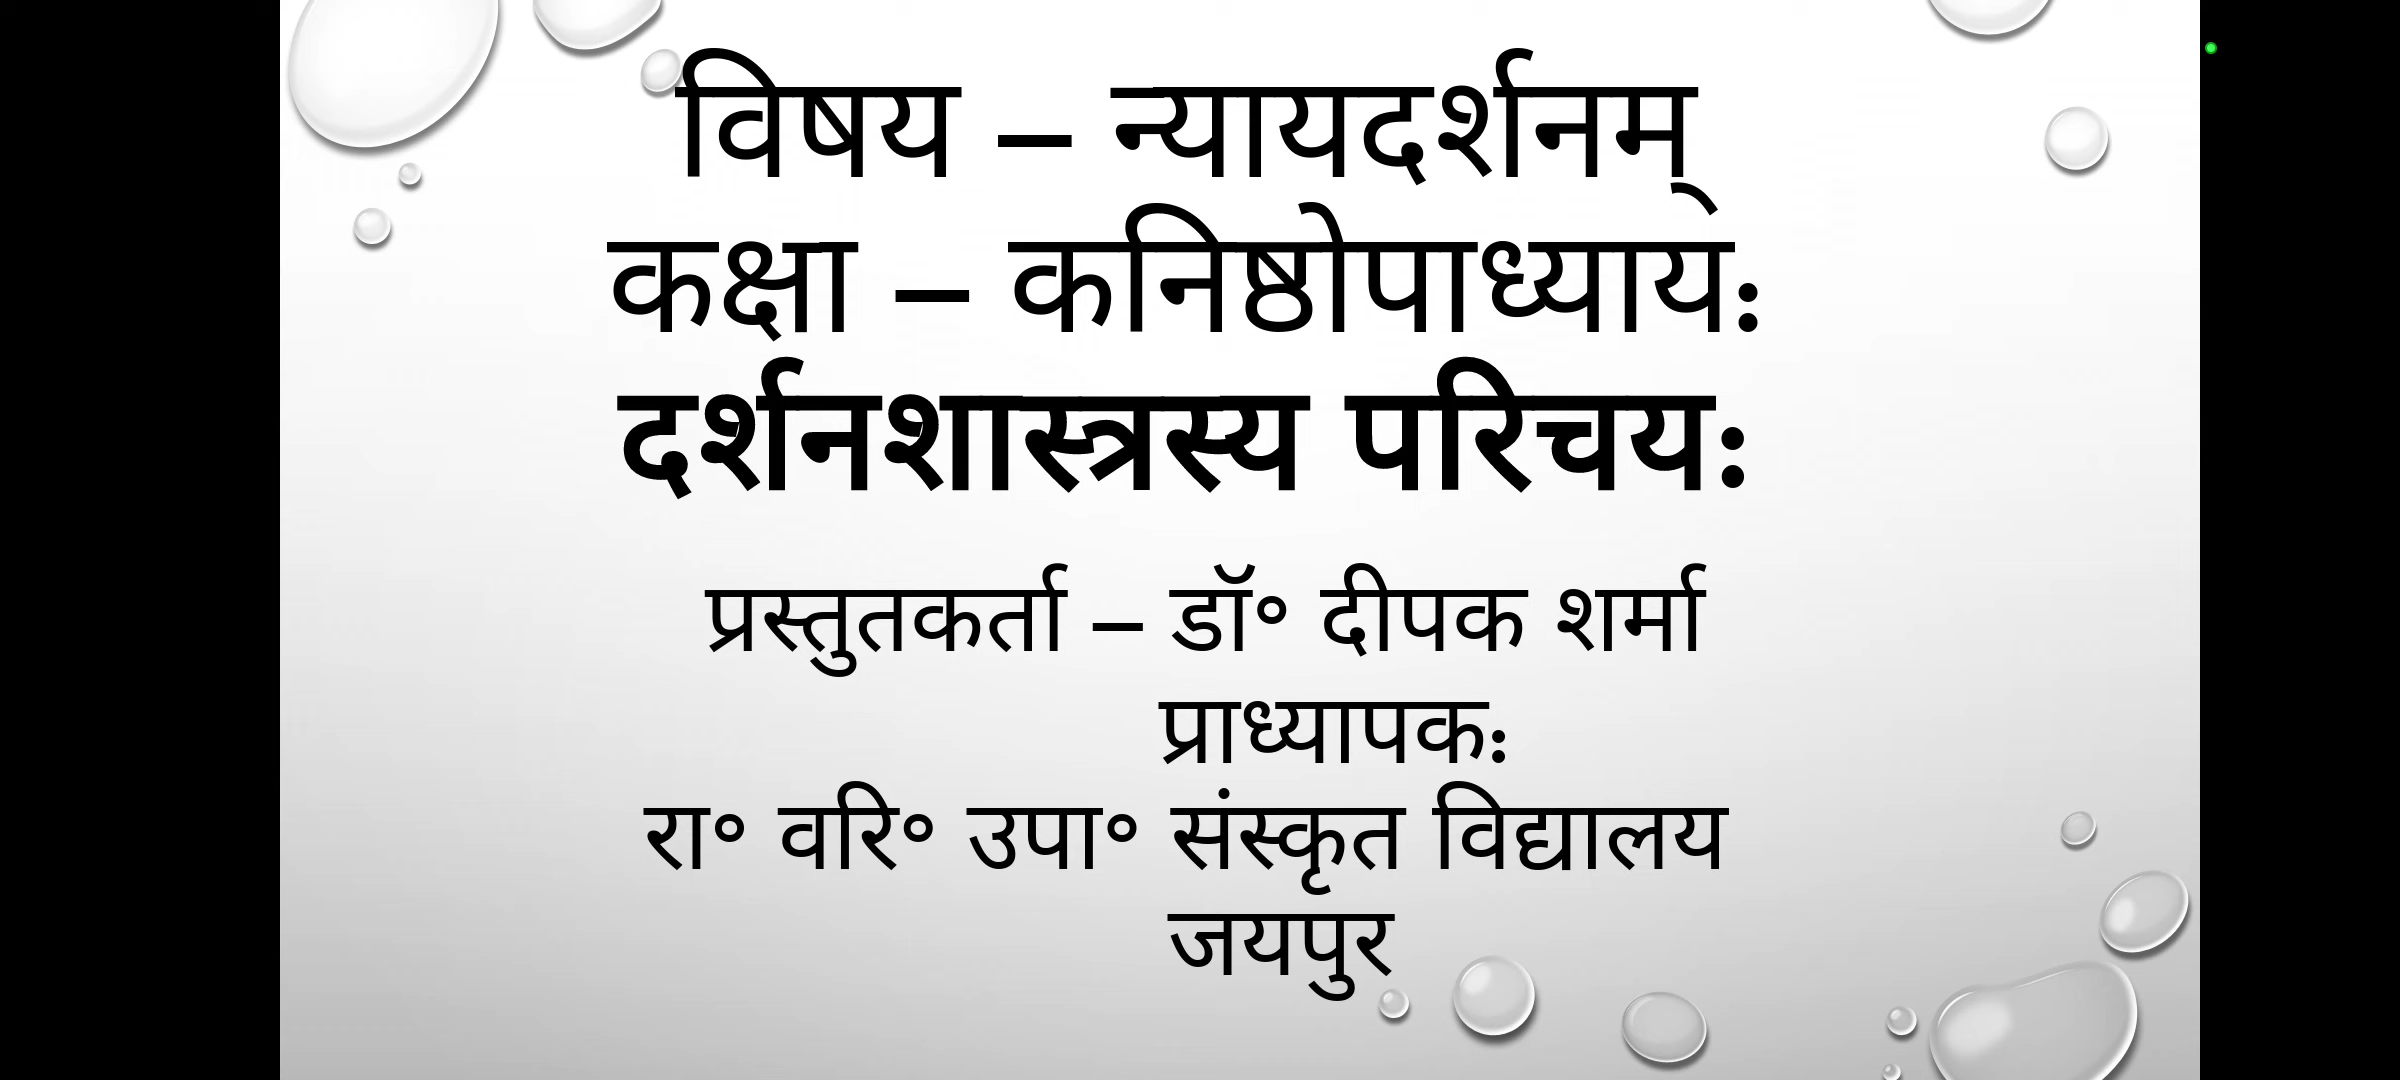 विषय – न्यायदर्शनम्
कक्षा – कनिष्ठोपाध्याय:
दर्शनशास्त्रस्य परिचय:
प्रस्तुतकर्ता – डॉ॰ दीपक शर्मा
प्राध्यापक:
रा॰ वरि॰ उपा॰ संस्कृत विद्यालय
जयपुर